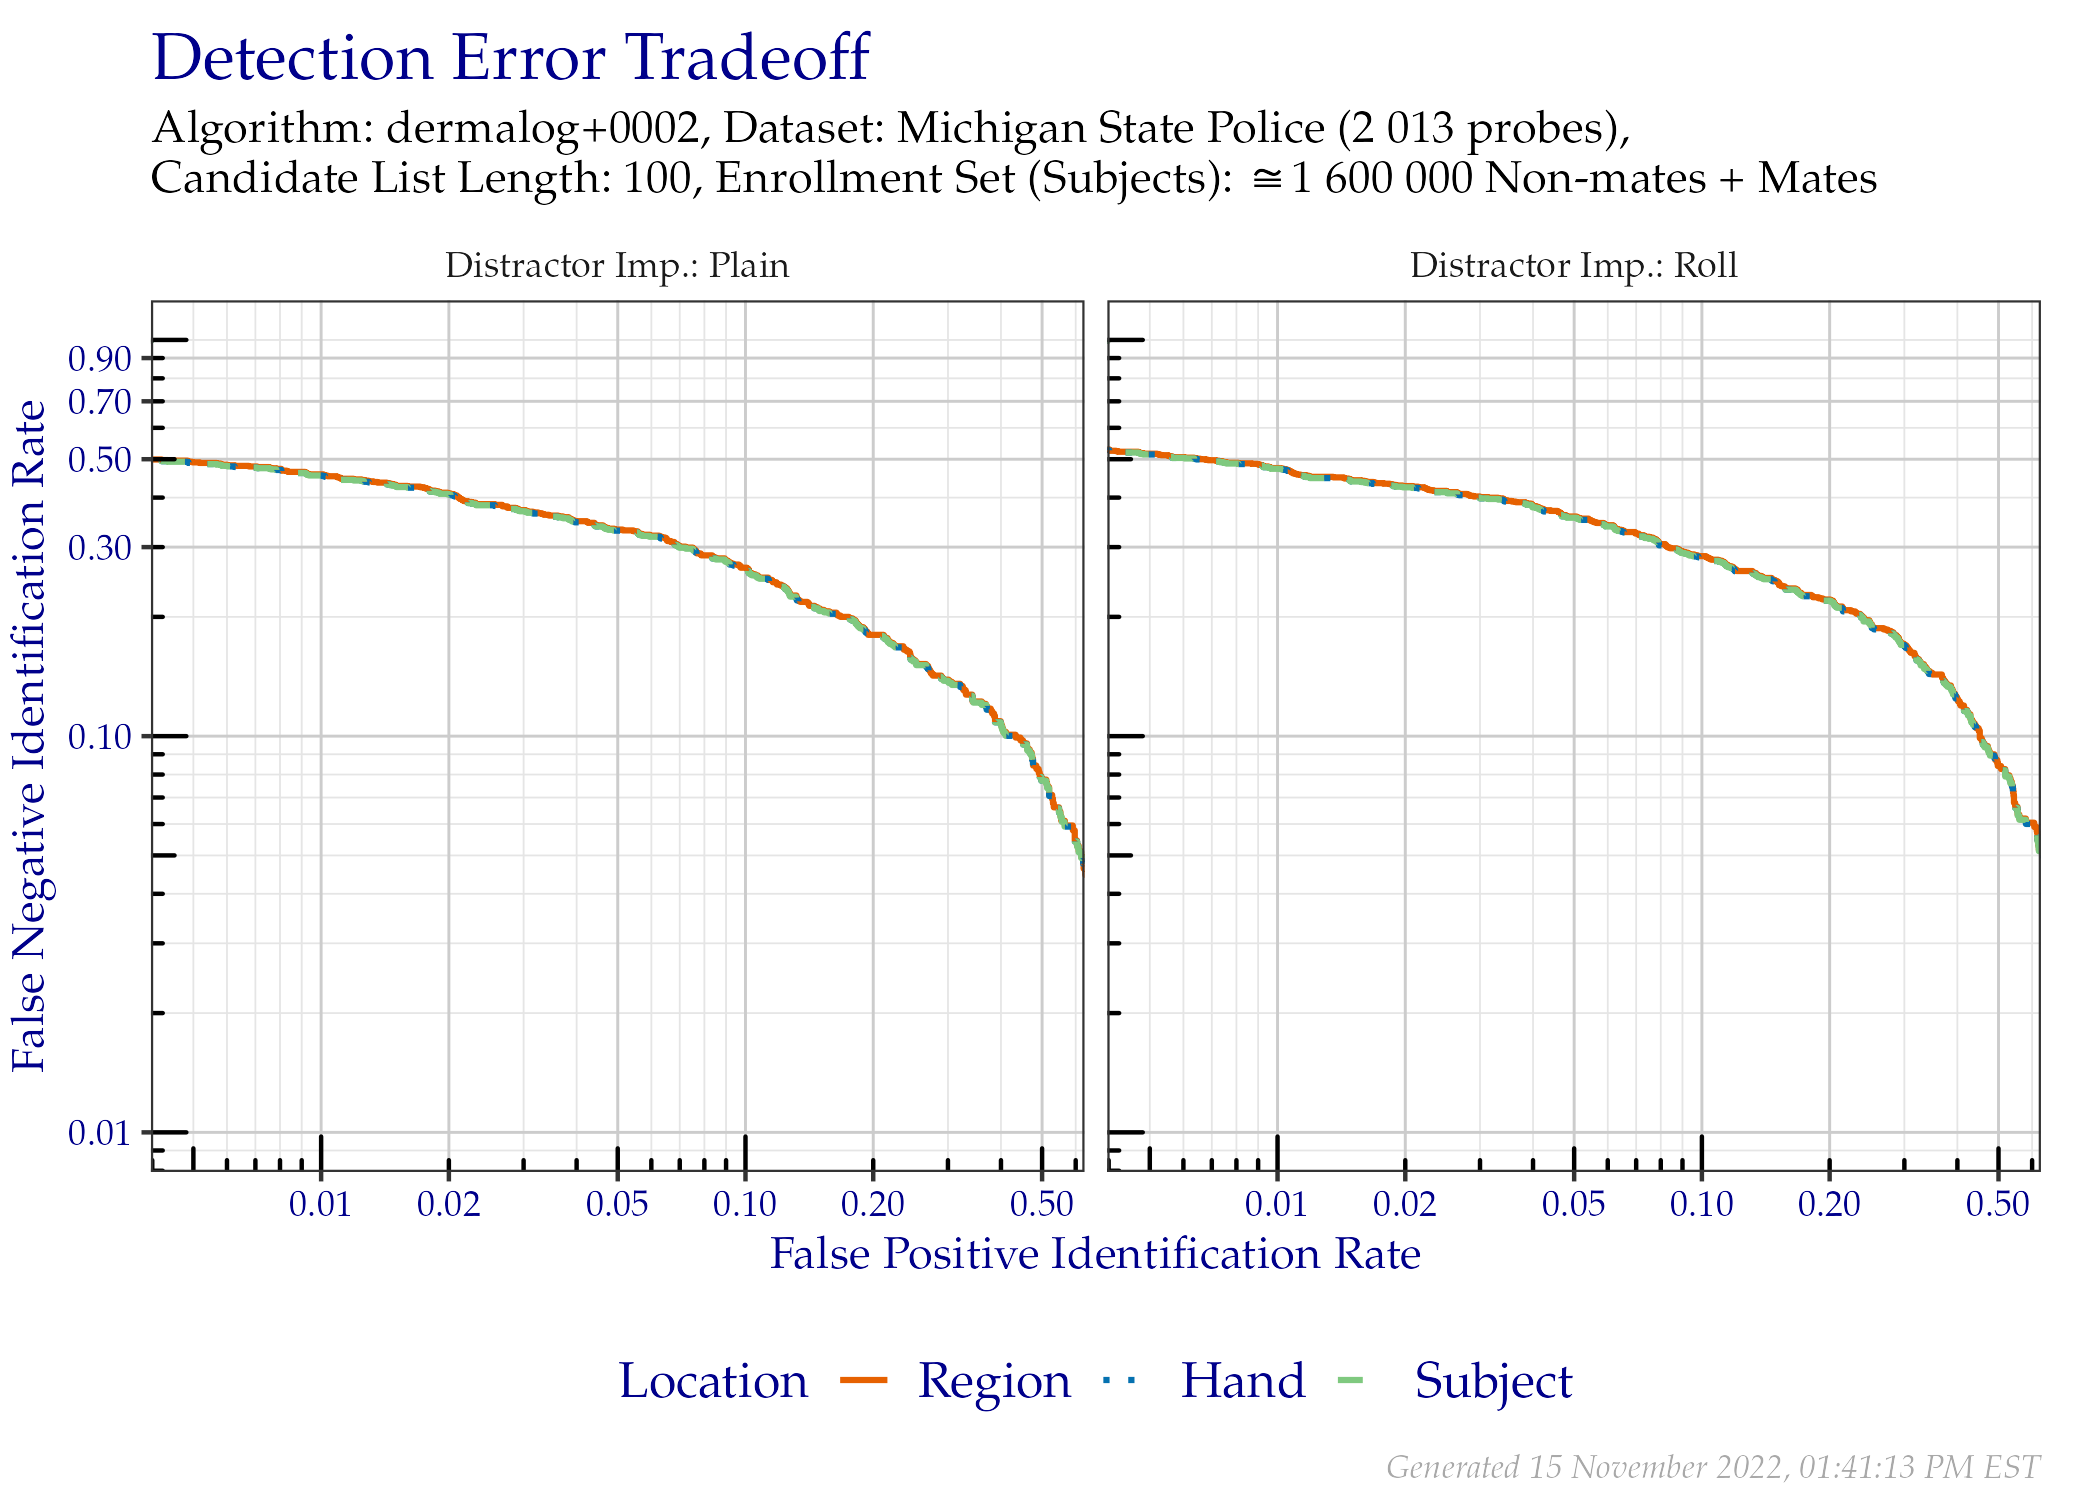 Detection Error Tradeoff
Algorithm: dermalog+0002, Dataset: Michigan State Police (2 013 probes),
Candidate List Length: 100, Enrollment Set (Subjects): ≅ 1 600 000 Non-mates + Mates
Distractor Imp.: Plain
Distractor Imp.: Roll
False Negative Identification Rate
0.90
0.70
0.50
0.30
0.10
0.01
0.01 0.02 0.05 0.10 0.20 0.50
0.01 0.02 0.05 0.10 0.20 0.50
False Positive Identification Rate
Location Region Hand Subject
Generated 15 November 2022, 01:41:13 PM EST